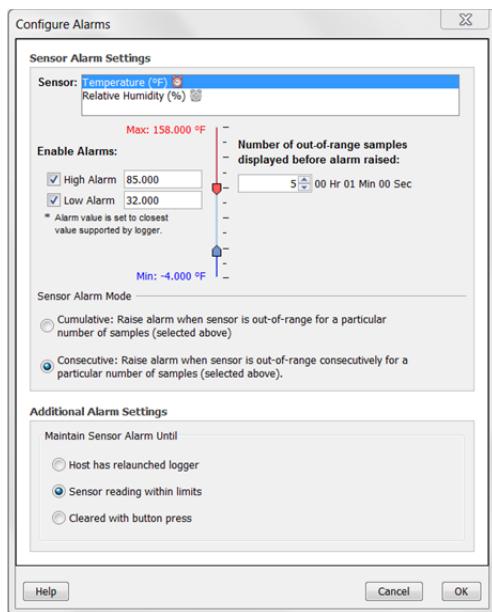 Configure Alarms
Sensor Alarm Settings
Sensor: Temperature (°F)
Relative Humidity (%)
Max: 158.000 °F
Number of out-of-range samples
displayed before alarm raised:
Enable Alarms:
High Alarm 85.000
5 00 Hr 01 Min 00 Sec
Low Alarm 32.000
* Alarm value is set to closest
value supported by logger.
Min: -4.000 °F
Sensor Alarm Mode
Cumulative: Raise alarm when sensor is out-of-range for a particular
number of samples (selected above)
Consecutive: Raise alarm when sensor is out-of-range consecutively for a
particular number of samples (selected above).
Additional Alarm Settings
Maintain Sensor Alarm Until
Host has relaunched logger
Sensor reading within limits
Cleared with button press
Help
Cancel
OK